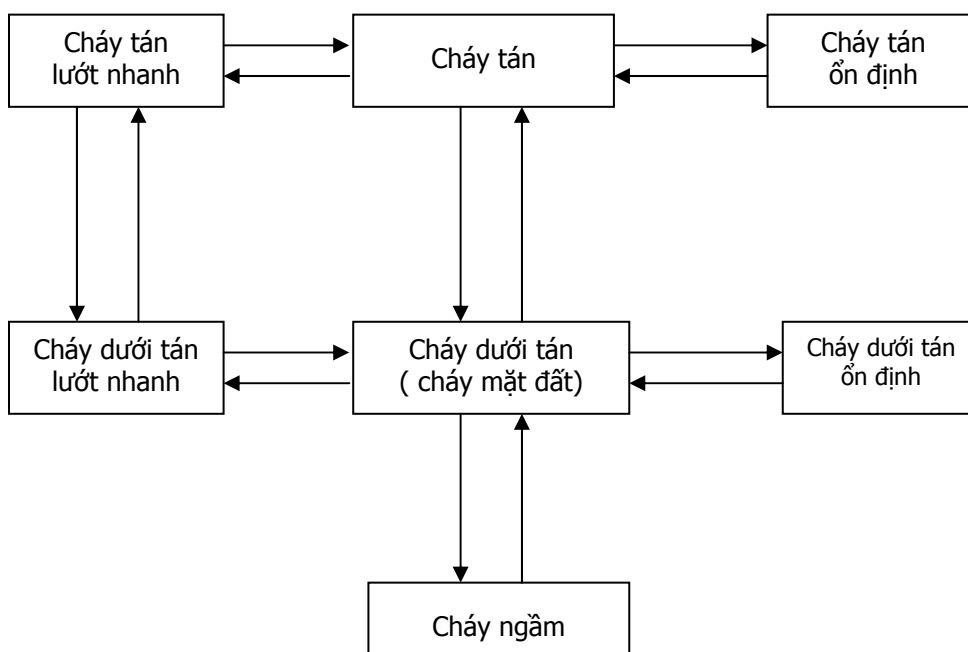 Cháy tán
lướt nhanh
Cháy tán
Cháy tán
ổn định
Cháy dưới tán
lướt nhanh
Cháy dưới tán
( cháy mặt đất)
Cháy dưới tán
ổn định
Cháy ngầm